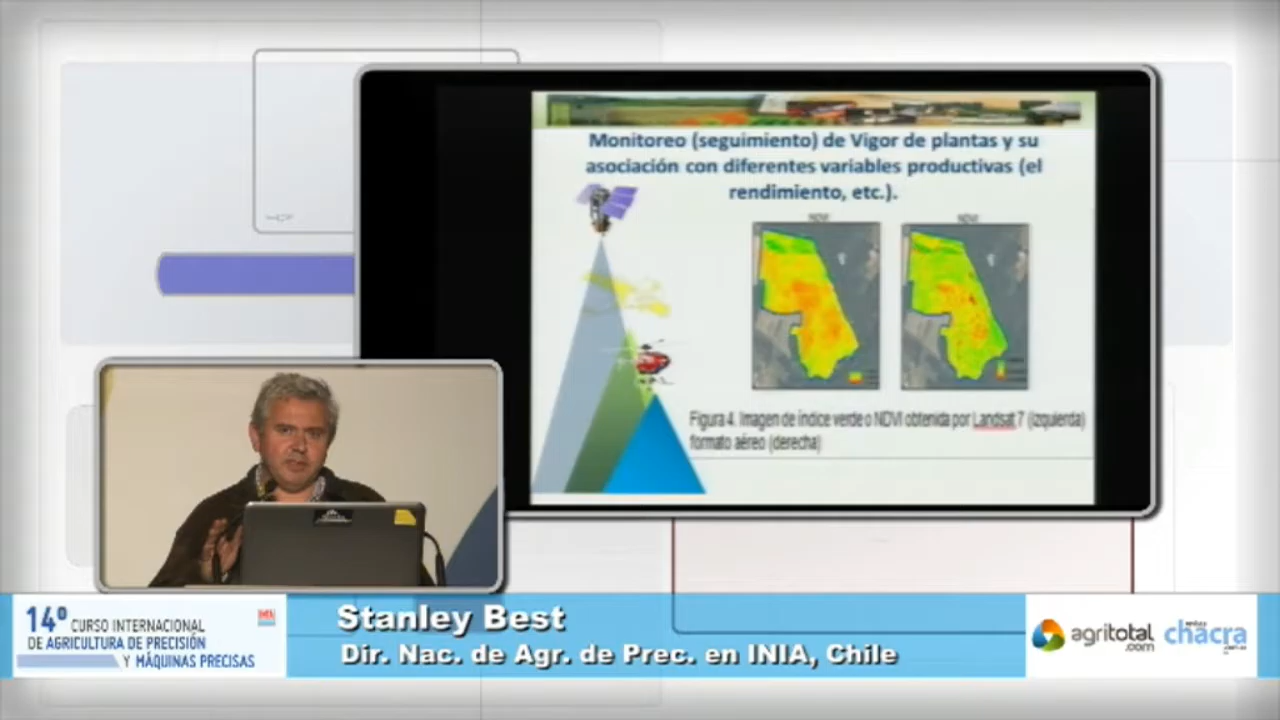 Monitoreo (seguimiento) de Vigor de plantas y su
asociación con diferentes variables productivas (el
rendimiento, etc.).
NDVI
NDVI
Figura 4. Imagen de índice verde o NDVI obtenida por Landsat 7 (izquierda)
formato aéreo (derecha)
14º CURSO INTERNACIONAL
DE AGRICULTURA DE PRECISIÓN
Y MÁQUINAS PRECISAS
Stanley Best
Dir. Nac. de Agr. de Prec. en INIA, Chile
agritotal
.com
chacra